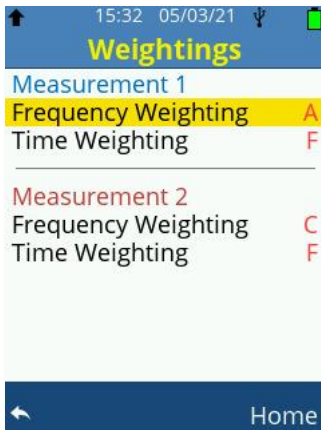 15:32 05/03/21
Weightings
Measurement 1
Frequency Weighting A
Time Weighting F
Measurement 2
Frequency Weighting C
Time Weighting F
Home